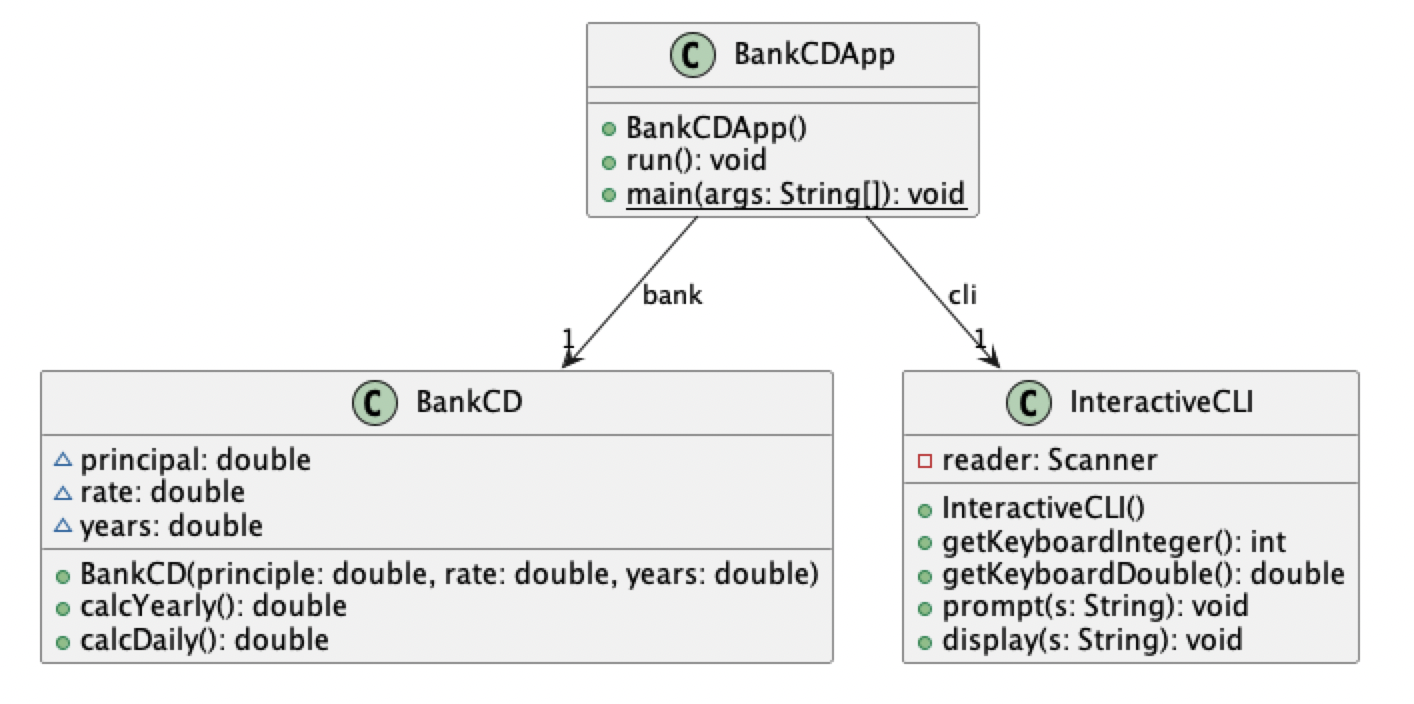 C BankCDApp
BankCDApp()
run(): void
main(args: String[]): void
bank
cli
1
1
C BankCD
principal: double
rate: double
years: double
BankCD(principle: double, rate: double, years: double)
calcYearly(): double
calcDaily(): double
C InteractiveCLI
reader: Scanner
InteractiveCLI()
getKeyboardInteger(): int
getKeyboardDouble(): double
prompt(s: String): void
display(s: String): void